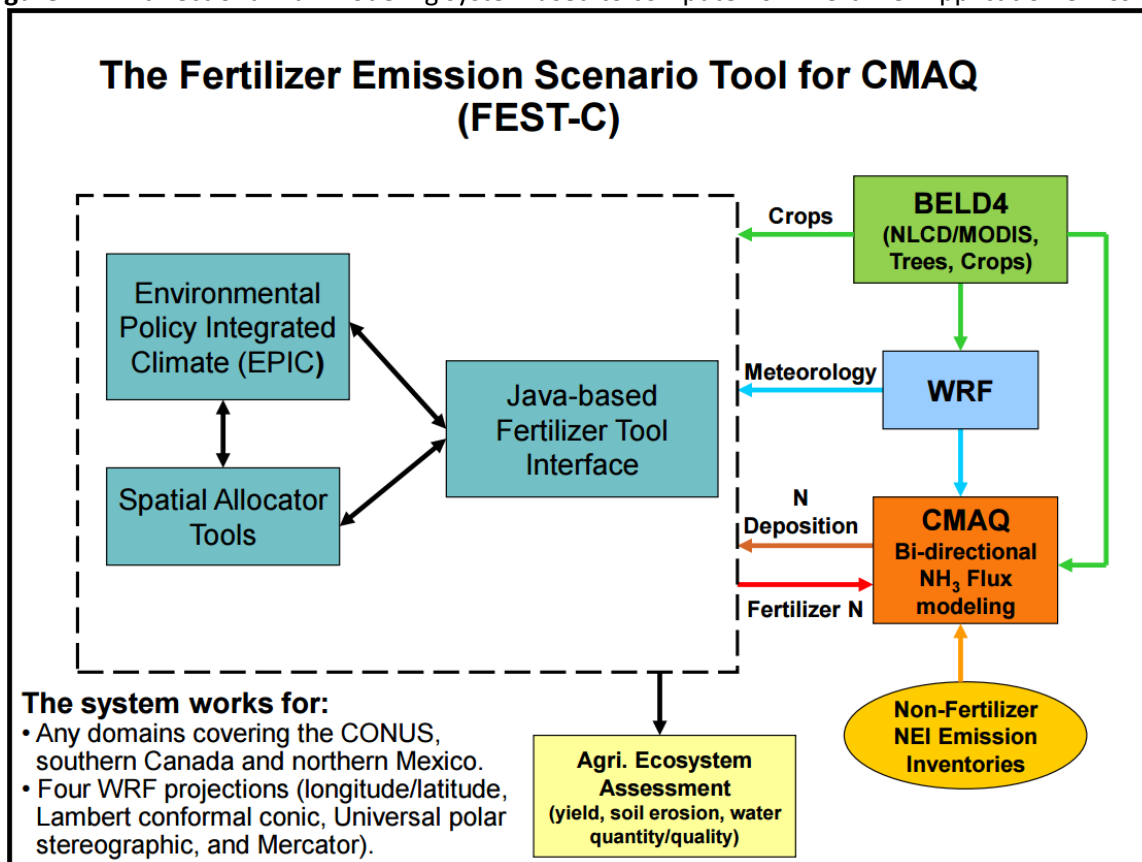 The Fertilizer Emission Scenario Tool for CMAQ
(FEST-C)
Environmental
Policy Integrated
Climate (EPIC)
Spatial Allocator
Tools
Java-based
Fertilizer Tool
Interface
Crops
BELD4
(NLCD/MODIS,
Trees, Crops)
Meteorology
WRF
N
Deposition
Fertilizer N
CMAQ
Bi-directional
NH₃ Flux
modeling
Non-Fertilizer
NEI Emission
Inventories
Agri. Ecosystem
Assessment
(yield, soil erosion, water
quantity/quality)
The system works for:
• Any domains covering the CONUS,
southern Canada and northern Mexico.
• Four WRF projections (longitude/latitude,
Lambert conformal conic, Universal polar
stereographic, and Mercator).